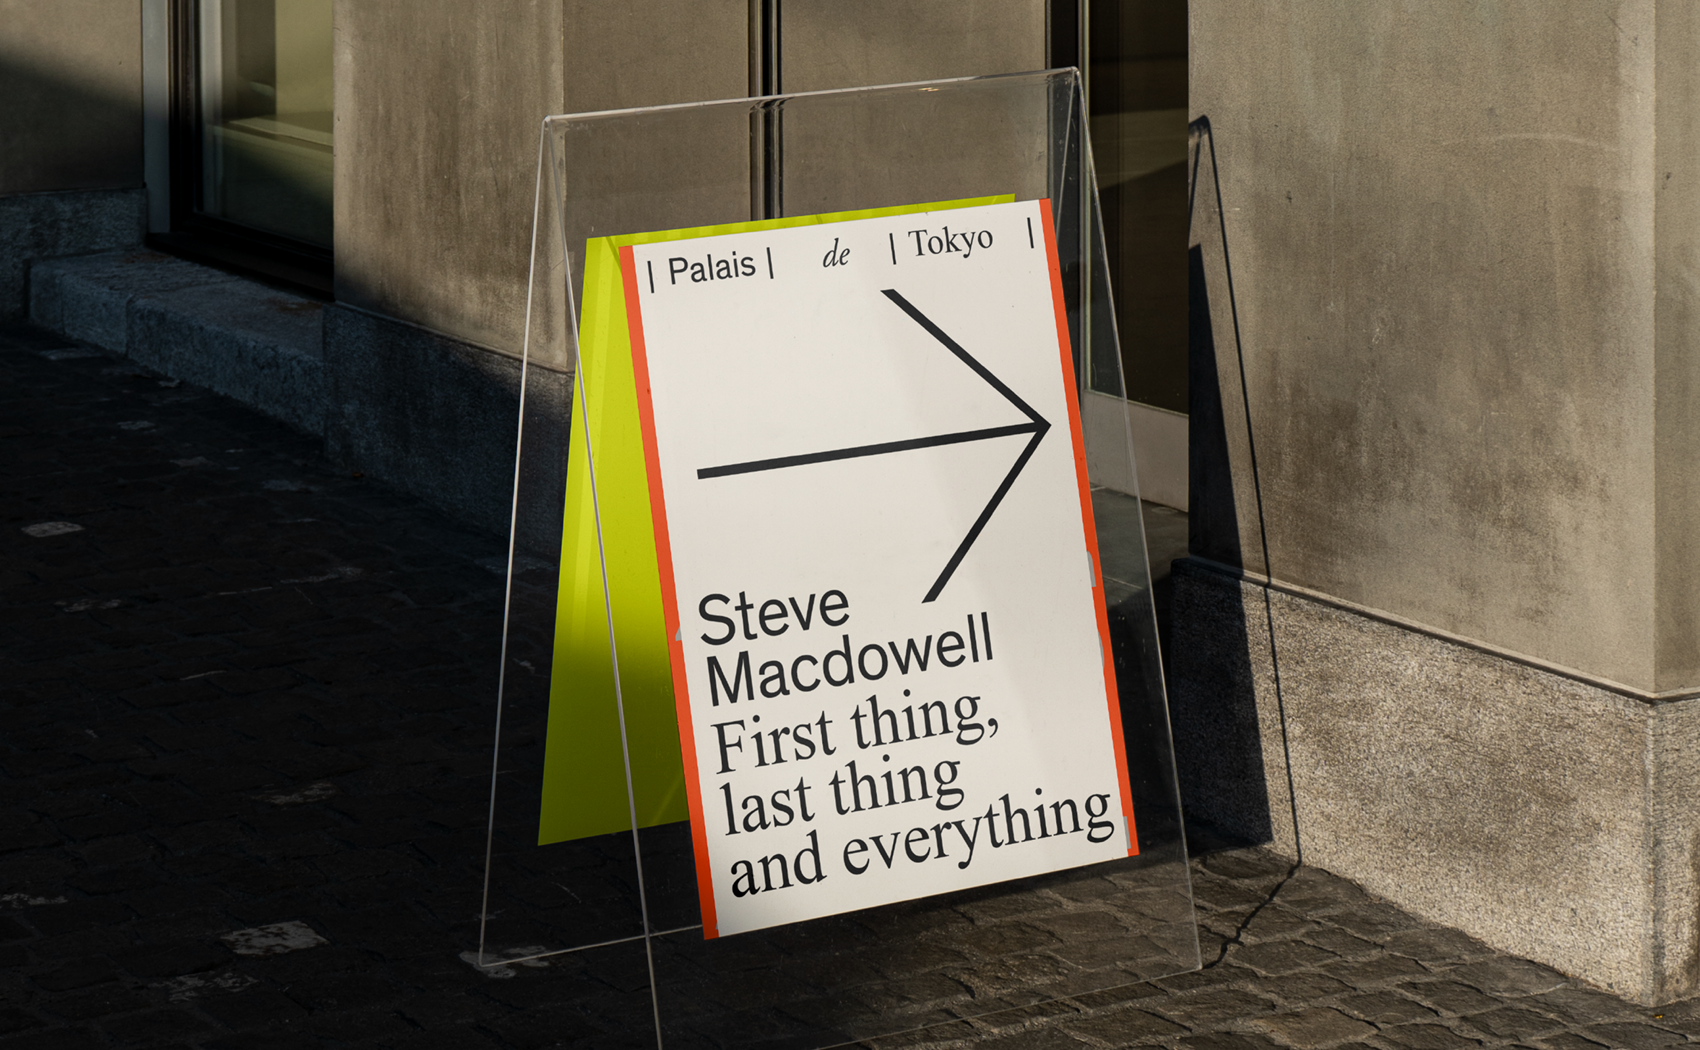 | Palais | de | Tokyo |
Steve
Macdowell
First thing,
last thing
and everything